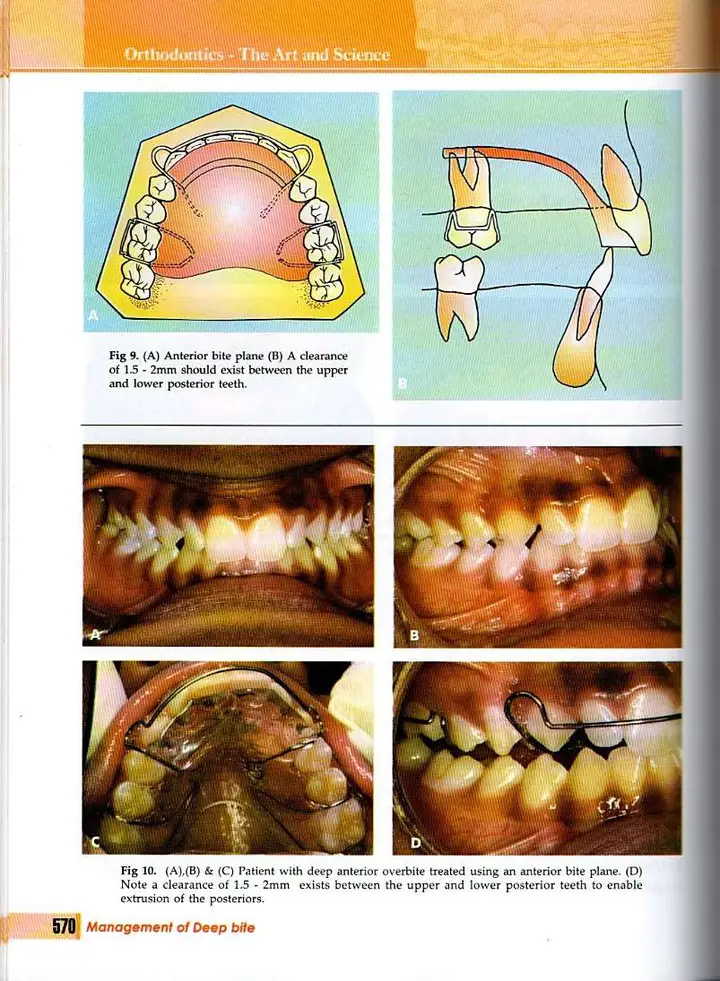 Orthodontics - The Art and Science
A
B
Fig 9. (A) Anterior bite plane (B) A clearance
of 1.5 - 2mm should exist between the upper
and lower posterior teeth.
A
B
C
D
Fig 10. (A),(B) & (C) Patient with deep anterior overbite treated using an anterior bite plane. (D)
Note a clearance of 1.5 - 2mm exists between the upper and lower posterior teeth to enable
extrusion of the posteriors.
570 Management of Deep bite